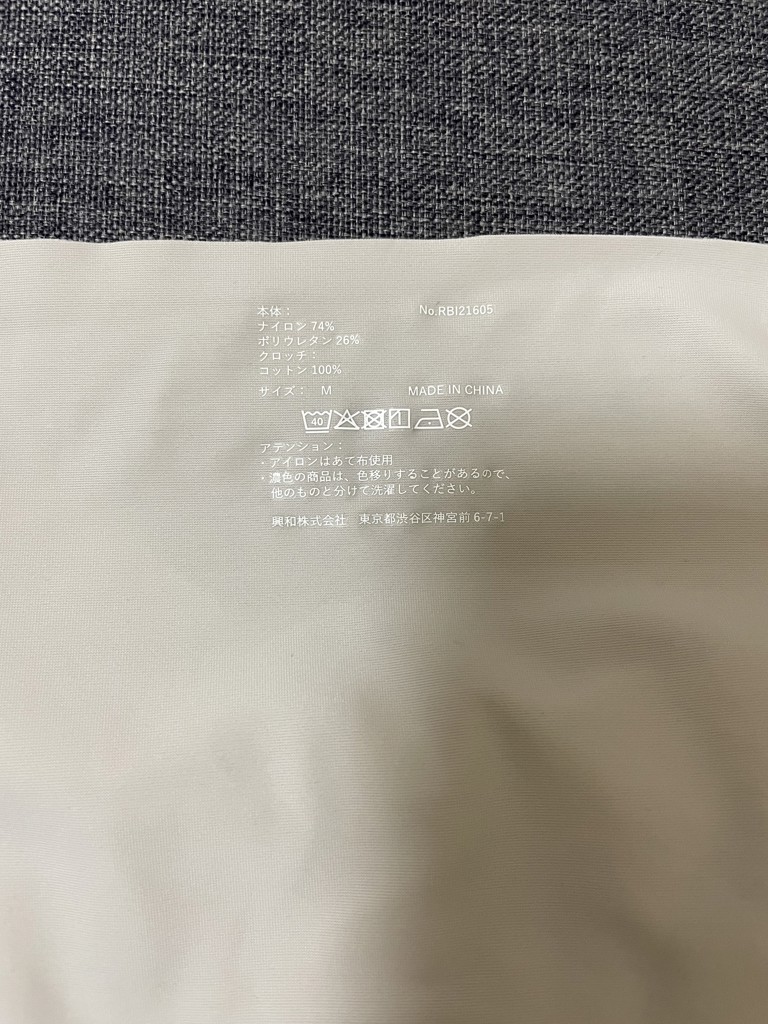 本体： No.RBI21605
ナイロン 74%
ポリウレタン 26%
クロッチ：
コットン 100%
サイズ： M MADE IN CHINA
40
アテンション：
・アイロンはあて布使用
・濃色の商品は、色移りすることがあるので、
他のものと分けて洗濯してください。
興和株式会社 東京都渋谷区神宮前 6-7-1